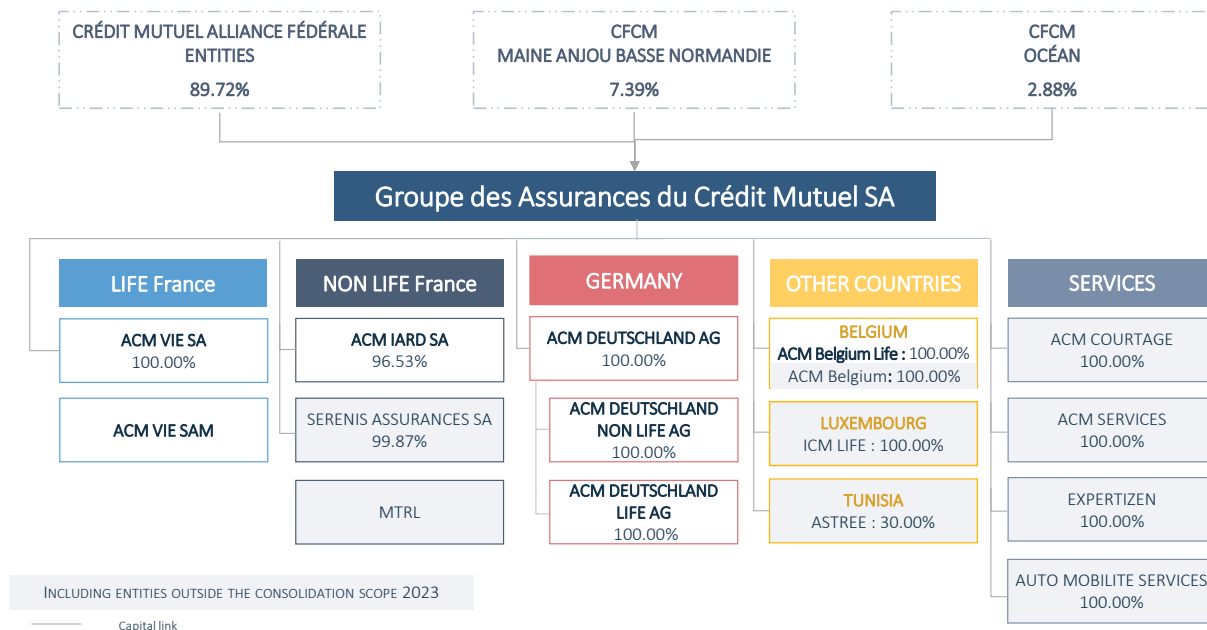 CRÉDIT MUTUEL ALLIANCE FÉDÉRALE
ENTITIES
89.72%
CFCM
MAINE ANJOU BASSE NORMANDIE
7.39%
CFCM
OCÉAN
2.88%
Groupe des Assurances du Crédit Mutuel SA
LIFE France
ACM VIE SA
100.00%
ACM VIE SAM
NON LIFE France
ACM IARD SA
96.53%
SERENIS ASSURANCES SA
99.87%
MTRL
GERMANY
ACM DEUTSCHLAND AG
100.00%
ACM DEUTSCHLAND
NON LIFE AG
100.00%
ACM DEUTSCHLAND
LIFE AG
100.00%
OTHER COUNTRIES
BELGIUM
ACM Belgium Life : 100.00%
ACM Belgium: 100.00%
LUXEMBOURG
ICM LIFE : 100.00%
TUNISIA
ASTREE : 30.00%
SERVICES
ACM COURTAGE
100.00%
ACM SERVICES
100.00%
EXPERTIZEN
100.00%
AUTO MOBILITE SERVICES
100.00%
INCLUDING ENTITIES OUTSIDE THE CONSOLIDATION SCOPE 2023
Capital link